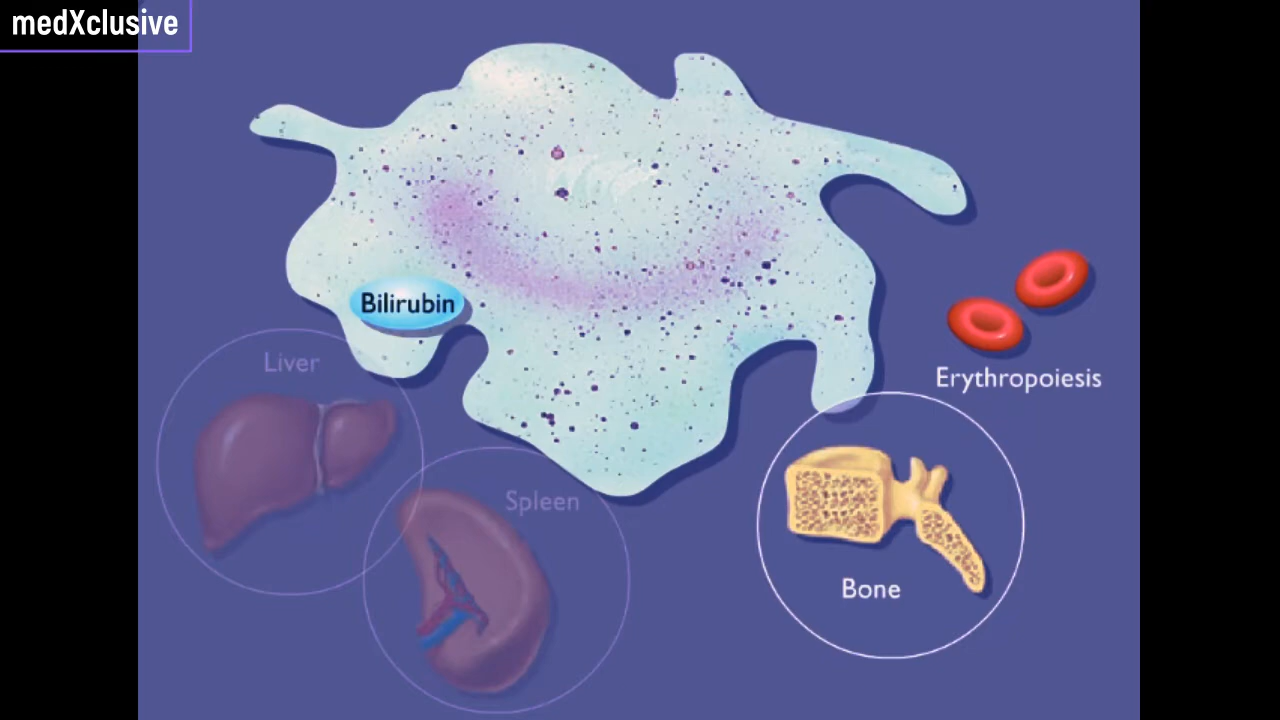 medXclusive
Bilirubin
Liver
Erythropoiesis
Spleen
Bone